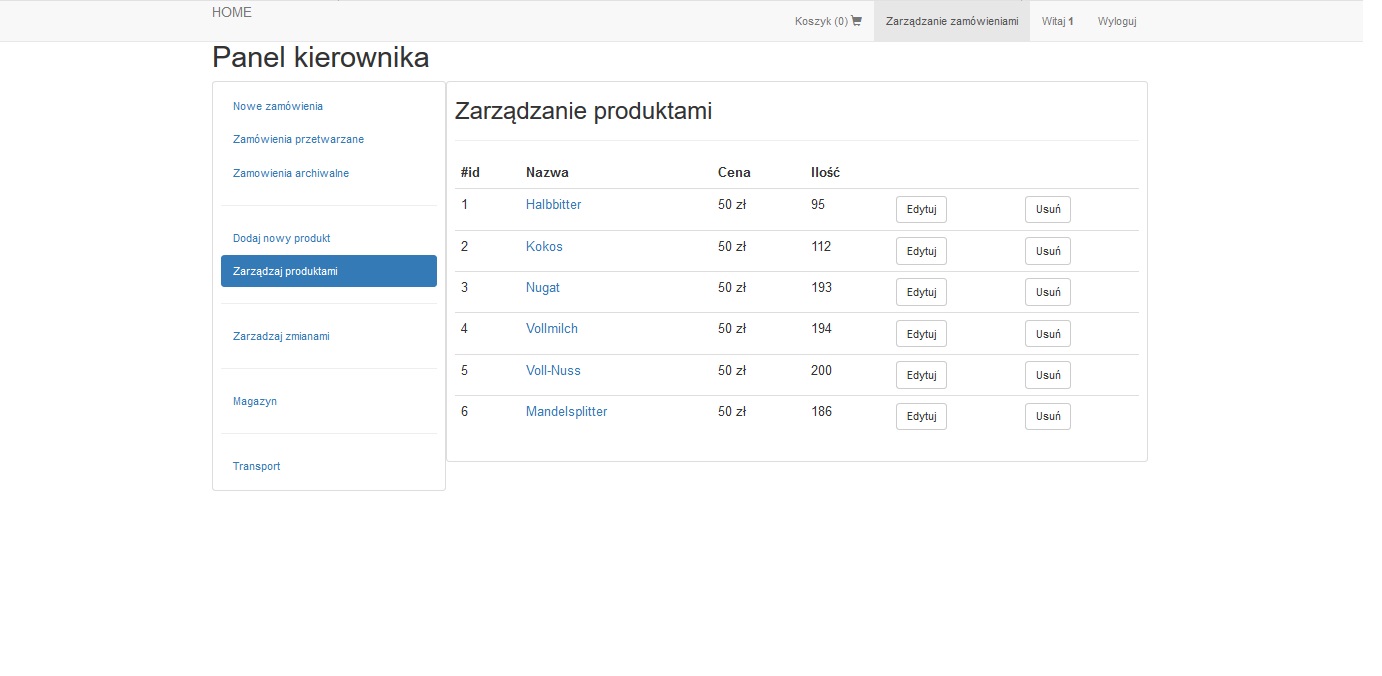 HOME
Koszyk (0) Zarządzanie zamówieniami Witaj 1 Wyloguj
Panel kierownika
Nowe zamówienia
Zamówienia przetwarzane
Zamowienia archiwalne
Dodaj nowy produkt
Zarządzaj produktami
Zarzadzaj zmianami
Magazyn
Transport
Zarządzanie produktami
#id Nazwa Cena Ilość
1 Halbbitter 50 zł 95 Edytuj Usuń
2 Kokos 50 zł 112 Edytuj Usuń
3 Nugat 50 zł 193 Edytuj Usuń
4 Vollmilch 50 zł 194 Edytuj Usuń
5 Voll-Nuss 50 zł 200 Edytuj Usuń
6 Mandelsplitter 50 zł 186 Edytuj Usuń